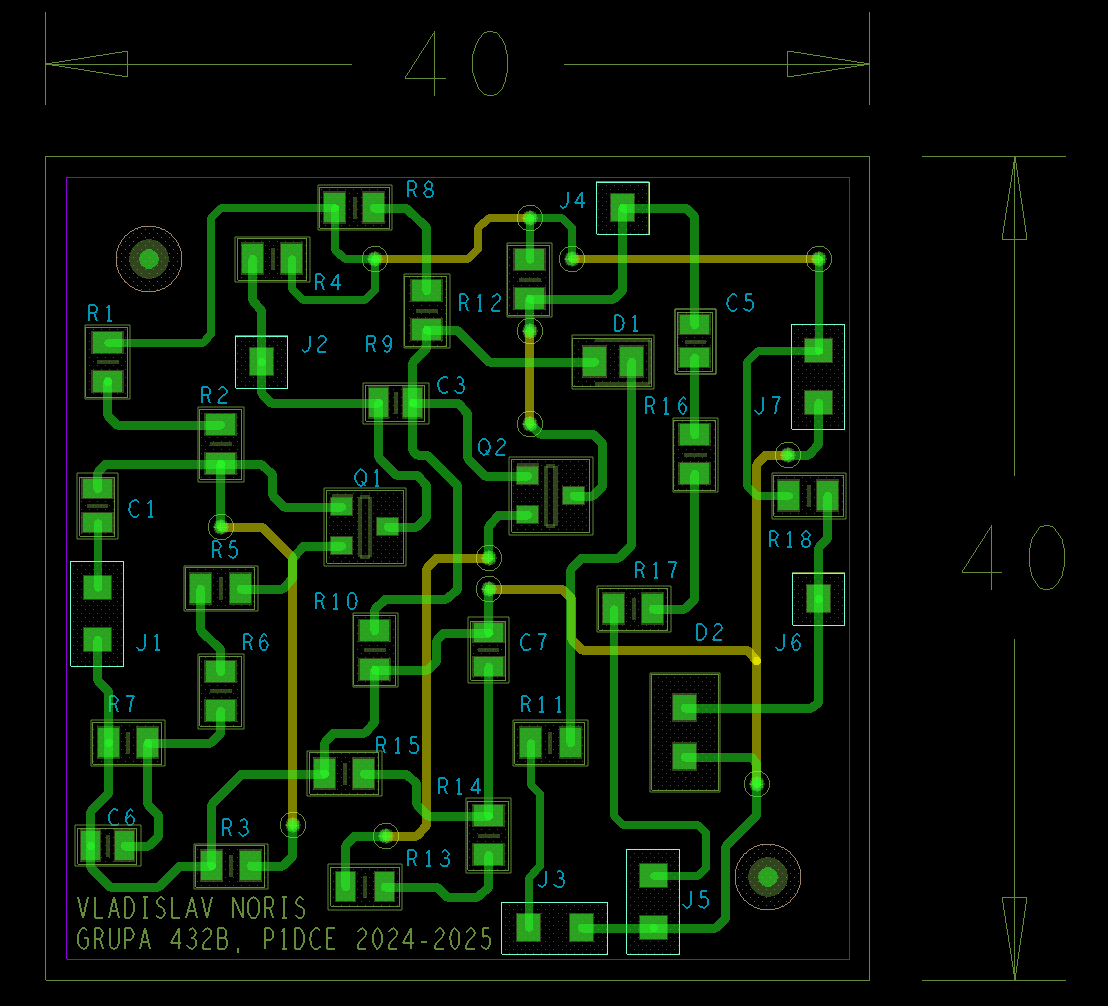 40
R8
J4
R4
R12
C5
R1
D1
J2
R9
C3
R2
R16
J7
Q2
Q1
C1
R18
R5
40
R17
R10
D2
J1
R6
C7
J6
R7
R11
R15
R14
C6
R3
R13
J3
J5
VLADISLAV NORIS
GRUPA 432B, P1DCE 2024-2025